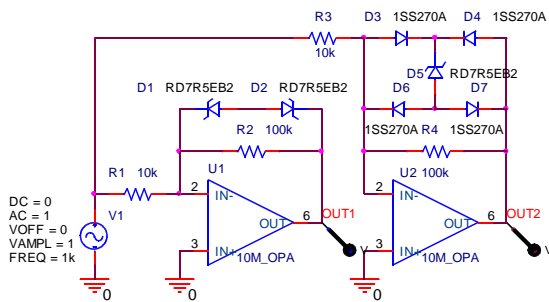 R3 D3 1SS270A D4 1SS270A
10k
D1 RD7R5EB2 D2 RD7R5EB2
D5 RD7R5EB2
D6 D7
R2 100k
1SS270A R4 1SS270A
R1 10k
U1
U2 100k
2 IN- OUT 6 OUT1
2 IN- OUT 6 OUT2
DC = 0
AC = 1
VOFF = 0
VAMPL = 1
FREQ = 1k
V1
3 IN+ 10M_OPA V
3 IN+ 10M_OPA V
0
0
0